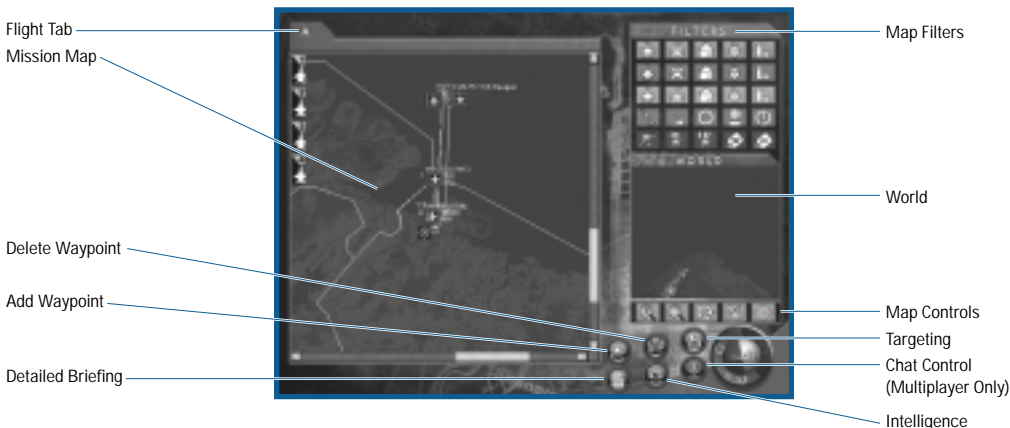 Flight Tab
Mission Map
Delete Waypoint
Add Waypoint
Detailed Briefing
FILTERS
WORLD
Map Filters
World
Map Controls
Targeting
Chat Control
(Multiplayer Only)
Intelligence